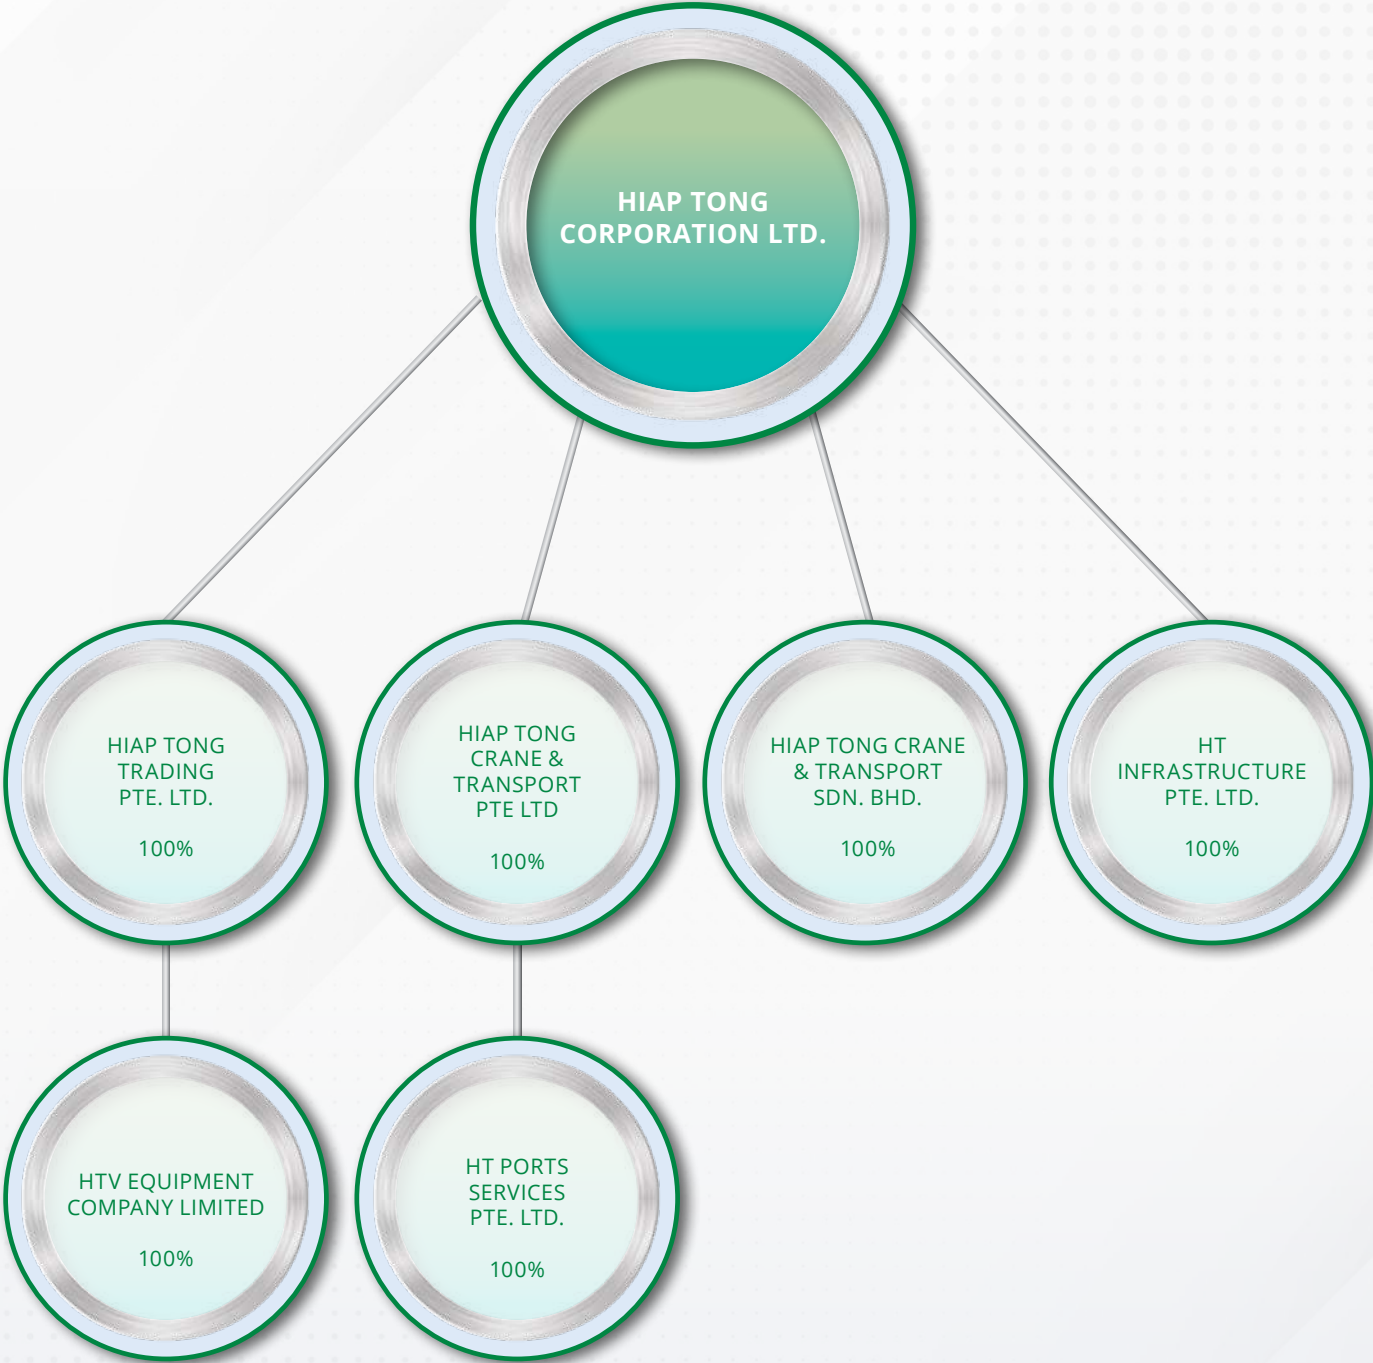 HIAP TONG
CORPORATION LTD.
HIAP TONG
TRADING
PTE. LTD.
100%
HIAP TONG
CRANE &
TRANSPORT
PTE LTD
100%
HIAP TONG CRANE
& TRANSPORT
SDN. BHD.
100%
HT
INFRASTRUCTURE
PTE. LTD.
100%
HTV EQUIPMENT
COMPANY LIMITED
100%
HT PORTS
SERVICES
PTE. LTD.
100%